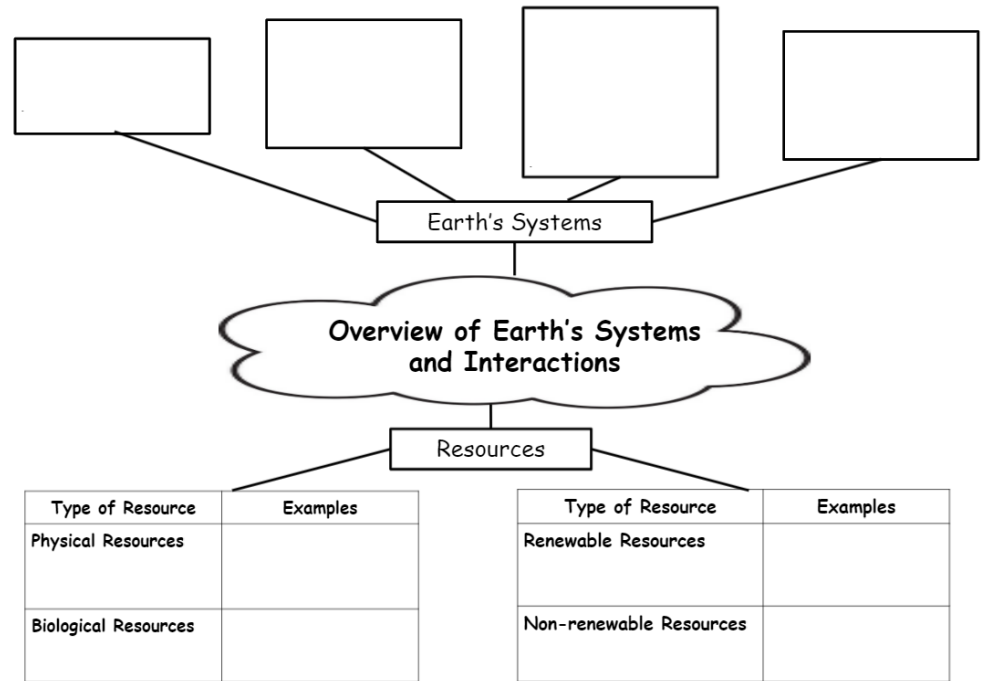 Earth's Systems
Overview of Earth's Systems
and Interactions
Resources
Type of Resource Examples
Physical Resources
Biological Resources
Type of Resource Examples
Renewable Resources
Non-renewable Resources